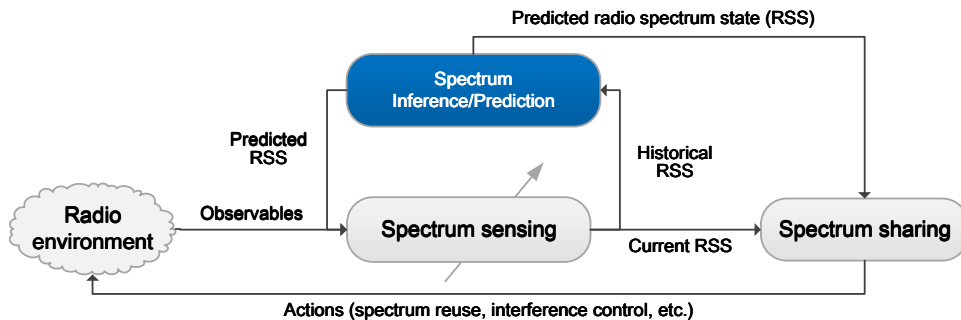 Predicted radio spectrum state (RSS)
Spectrum
Inference/Prediction
Predicted
RSS
Historical
RSS
Radio
environment
Observables
Spectrum sensing
Current RSS
Spectrum sharing
Actions (spectrum reuse, interference control, etc.)